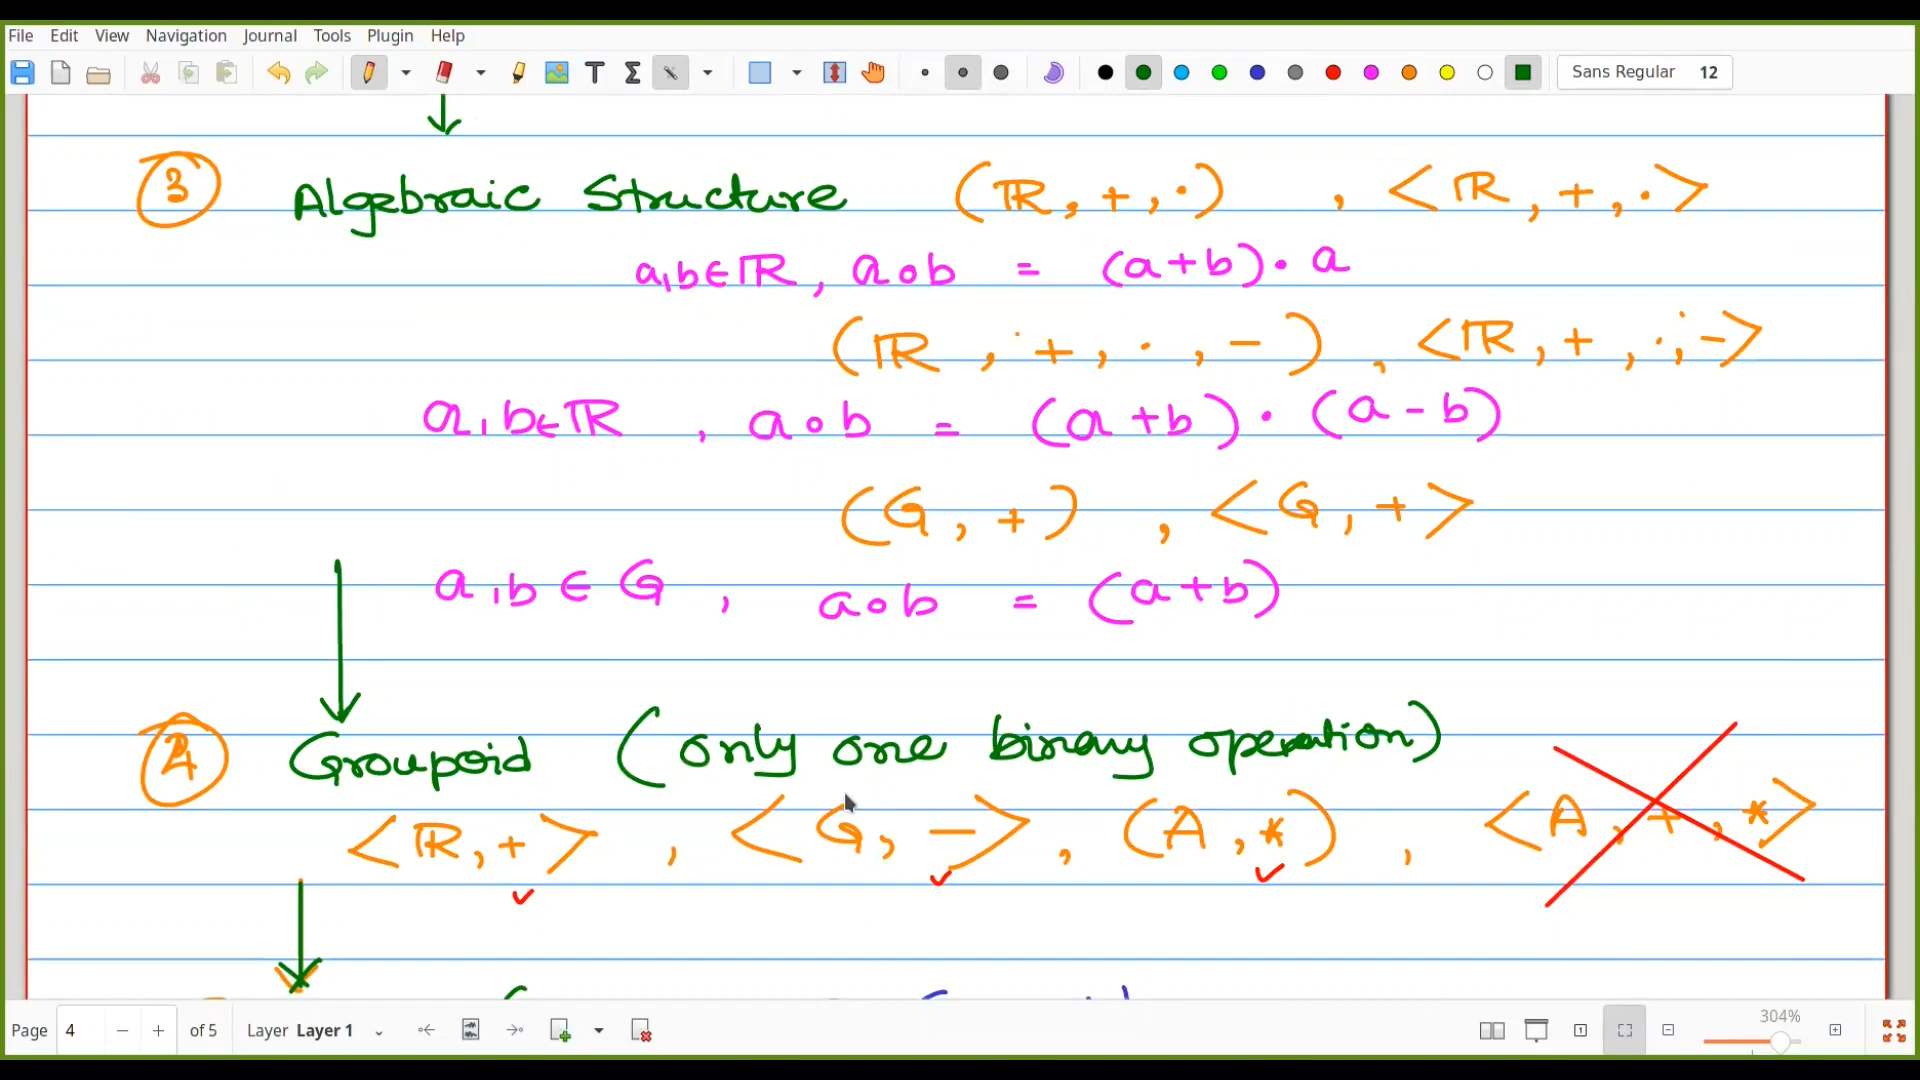 File Edit View Navigation Journal Tools Plugin Help
Sans Regular 12
3 Algebraic Structure (ℝ, +, ·) , <ℝ, +, ·>
a,b∈ℝ, a∘b = (a+b)·a
(ℝ, +, ·, -) , <ℝ, +, ·, ->
a,b∈ℝ , a∘b = (a+b)·(a-b)
(G, +) , <G, +>
a,b ∈ G , a∘b = (a+b)
4 Groupoid (only one binary operation)
<ℝ, +> , <G, -> , (A, *) , <A, +, *>
Page 4 of 5 Layer Layer 1 304%